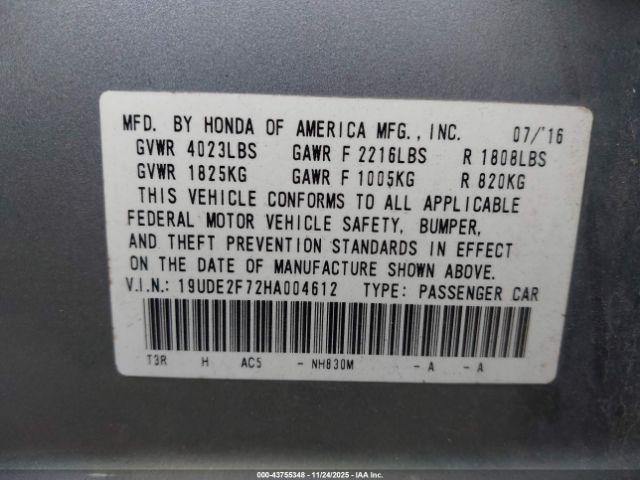 MFD. BY HONDA OF AMERICA MFG., INC. 07/'16
GVWR 4023LBS GAWR F 2216LBS R 1808LBS
GVWR 1825KG GAWR F 1005KG R 820KG
THIS VEHICLE CONFORMS TO ALL APPLICABLE
FEDERAL MOTOR VEHICLE SAFETY, BUMPER,
AND THEFT PREVENTION STANDARDS IN EFFECT
ON THE DATE OF MANUFACTURE SHOWN ABOVE.
V.I.N.: 19UDE2F72HA004612 TYPE: PASSENGER CAR
T3R H AC5 - NH830M - A - A
000-43755348 - 11/24/2025 - IAA Inc.